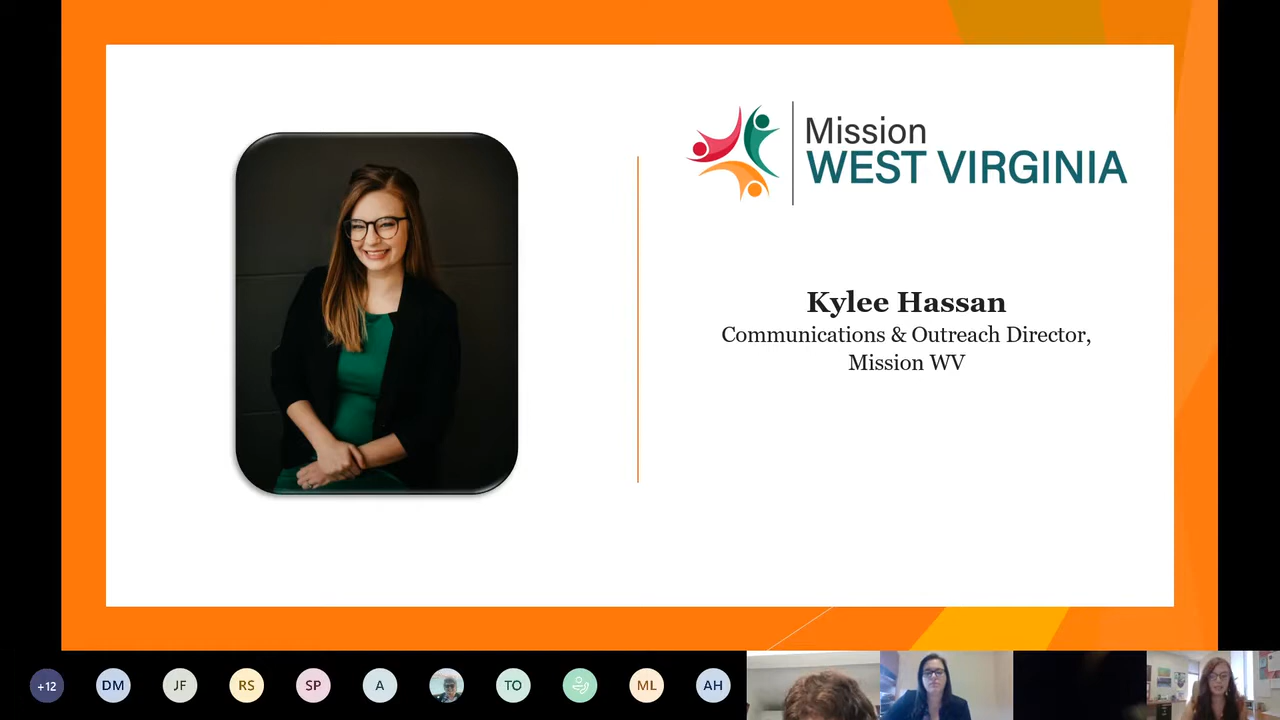 Mission
WEST VIRGINIA
Kylee Hassan
Communications & Outreach Director,
Mission WV
+12
DM
JF
RS
SP
A
TO
ML
AH